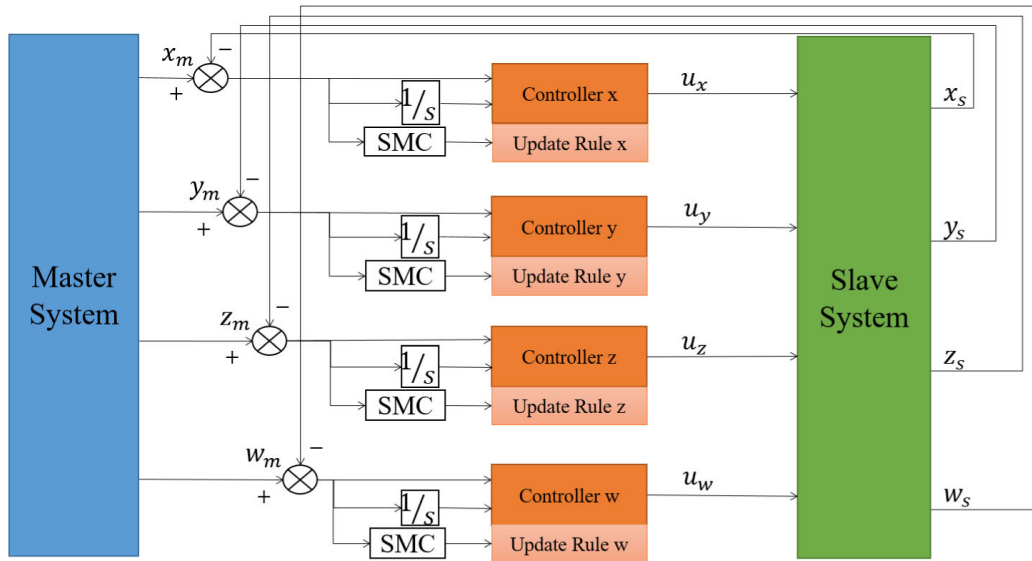 Master
System
x_m
−
+
1/s
SMC
Controller x
Update Rule x
u_x
x_s
y_m
−
+
1/s
SMC
Controller y
Update Rule y
u_y
y_s
z_m
−
+
1/s
SMC
Controller z
Update Rule z
u_z
z_s
w_m
−
+
1/s
SMC
Controller w
Update Rule w
u_w
w_s
Slave
System